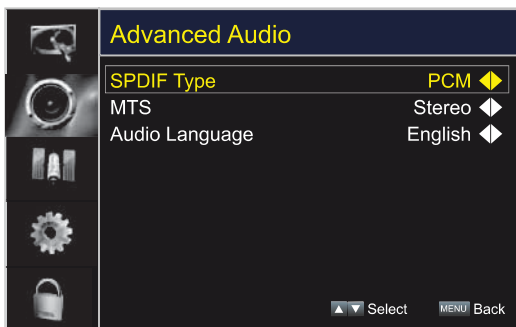 Advanced Audio
SPDIF Type PCM
MTS Stereo
Audio Language English
Select MENU Back